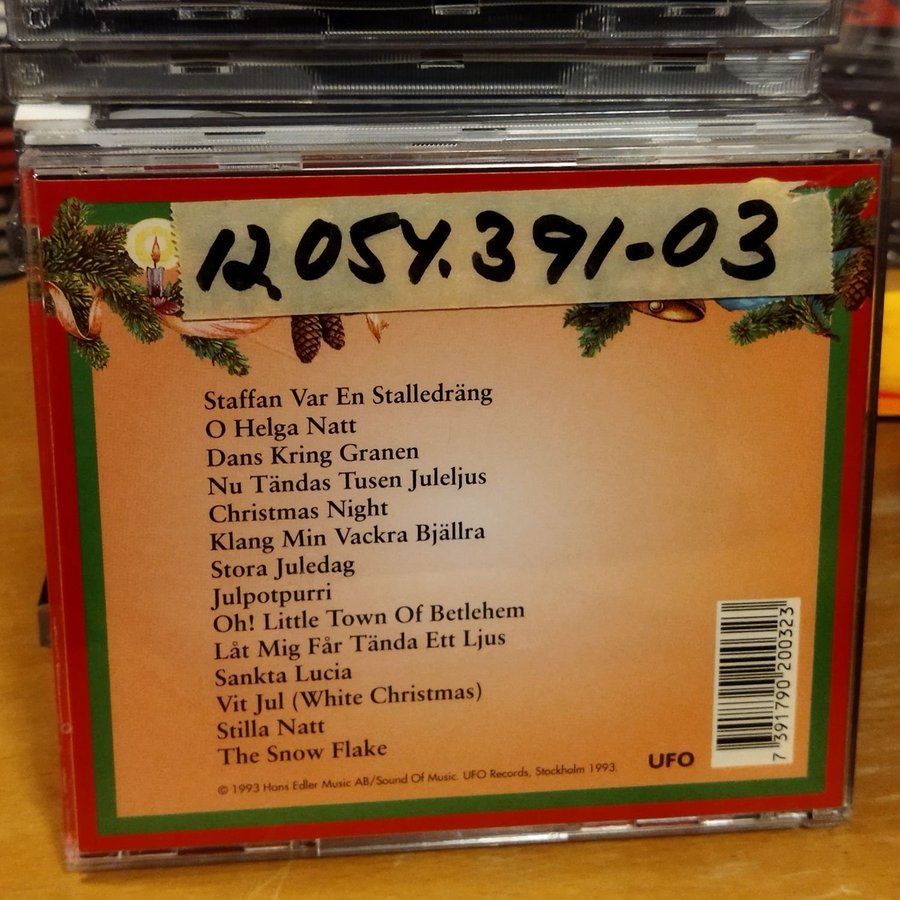 12,054.391-03
Staffan Var En Stalledräng
O Helga Natt
Dans Kring Granen
Nu Tändas Tusen Juleljus
Christmas Night
Klang Min Vackra Bjällra
Stora Juledag
Julpotpurri
Oh! Little Town Of Betlehem
Låt Mig Får Tända Ett Ljus
Sankta Lucia
Vit Jul (White Christmas)
Stilla Natt
The Snow Flake
© 1993 Hans Edler Music AB/Sound Of Music. UFO Records, Stockholm 1993.
UFO
7 391790 200323